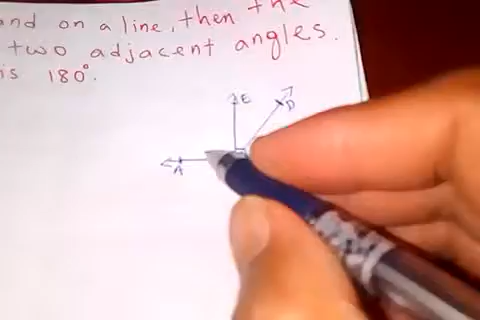 and on a line, then the
two adjacent angles.
is 180°.
E
D
A